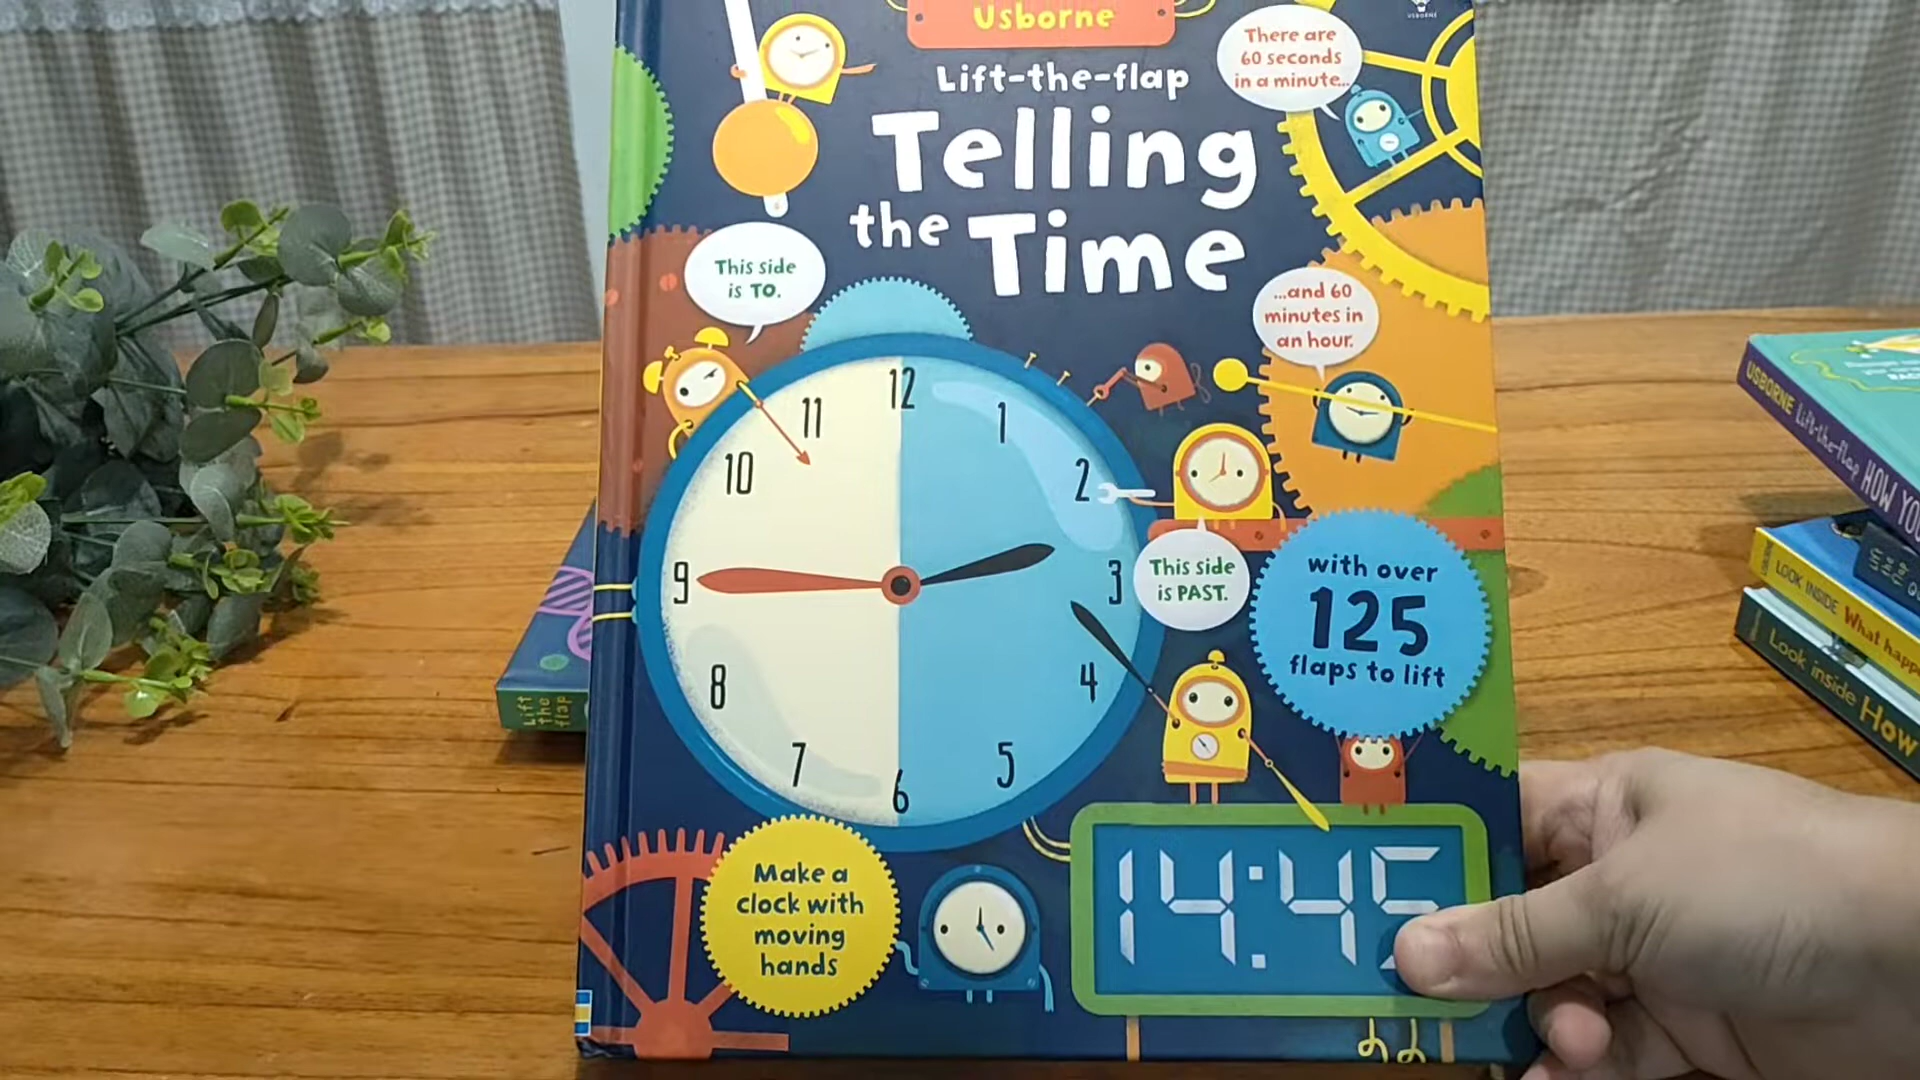 Usborne
USBORNE
Lift-the-flap
Telling
the Time
There are
60 seconds
in a minute...
This side
is TO.
...and 60
minutes in
an hour.
12
11
1
10
2
9
3
8
4
7
5
6
This side
is PAST.
with over
125
flaps to lift
Make a
clock with
moving
hands
14:45
Lift
the
flap
USBORNE Lift-the-flap HOW
LOOK INSIDE What
Look inside How